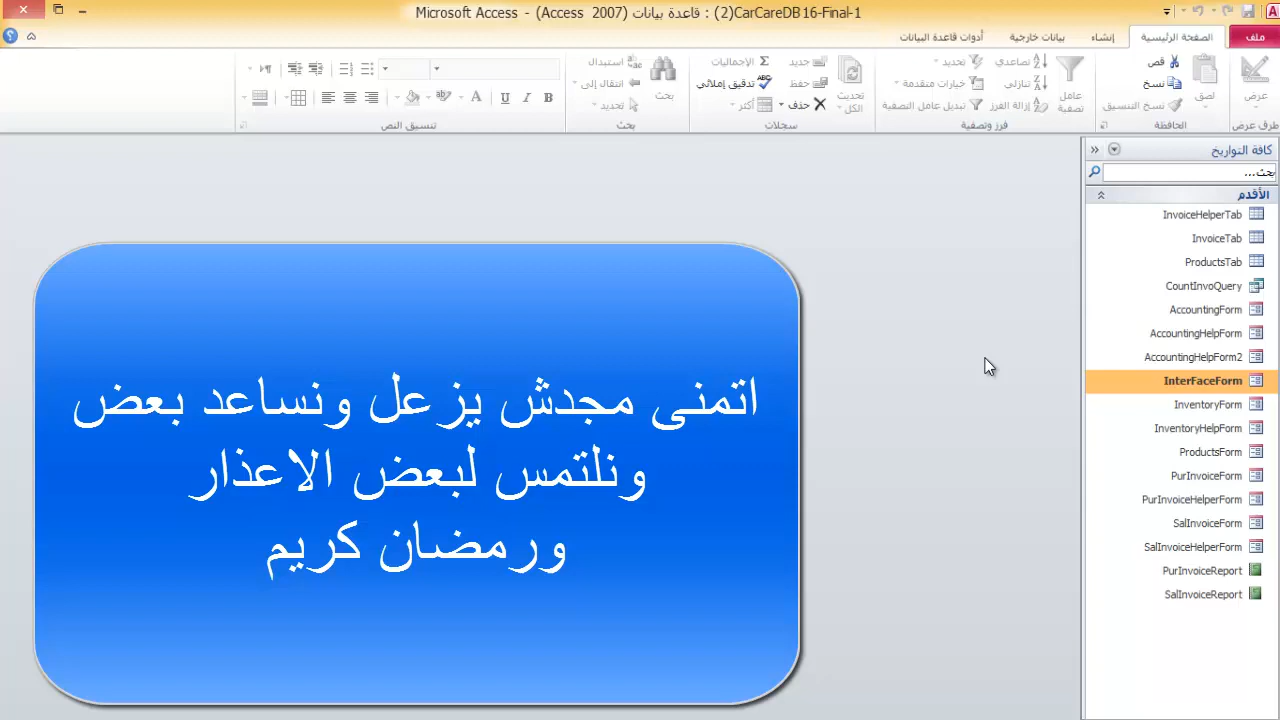 Microsoft Access - (Access 2007) قاعدة بيانات : CarCareDB16-Final-1(2)
ملف
الصفحة الرئيسية
إنشاء
بيانات خارجية
أدوات قاعدة البيانات
عرض
طرق عرض
لصق
قص
نسخ
نسخ التنسيق
الحافظة
عامل تصفية
تصاعدي
تنازلي
إزالة الفرز
تحديد
خيارات متقدمة
تبديل عامل التصفية
فرز وتصفية
تحديث الكل
جديد
حفظ
حذف
الإجماليات
تدقيق إملائي
أكثر
سجلات
بحث
استبدال
الانتقال إلى
تحديد
بحث
تنسيق النص
كافة التواريخ
بحث...
الأقدم
InvoiceHelperTab
InvoiceTab
ProductsTab
CountInvoQuery
AccountingForm
AccountingHelpForm
AccountingHelpForm2
InterFaceForm
InventoryForm
InventoryHelpForm
ProductsForm
PurInvoiceForm
PurInvoiceHelperForm
SalInvoiceForm
SalInvoiceHelperForm
PurInvoiceReport
SalInvoiceReport
اتمنى مجدش يزعل ونساعد بعض
ونلتمس لبعض الاعذار
ورمضان كريم